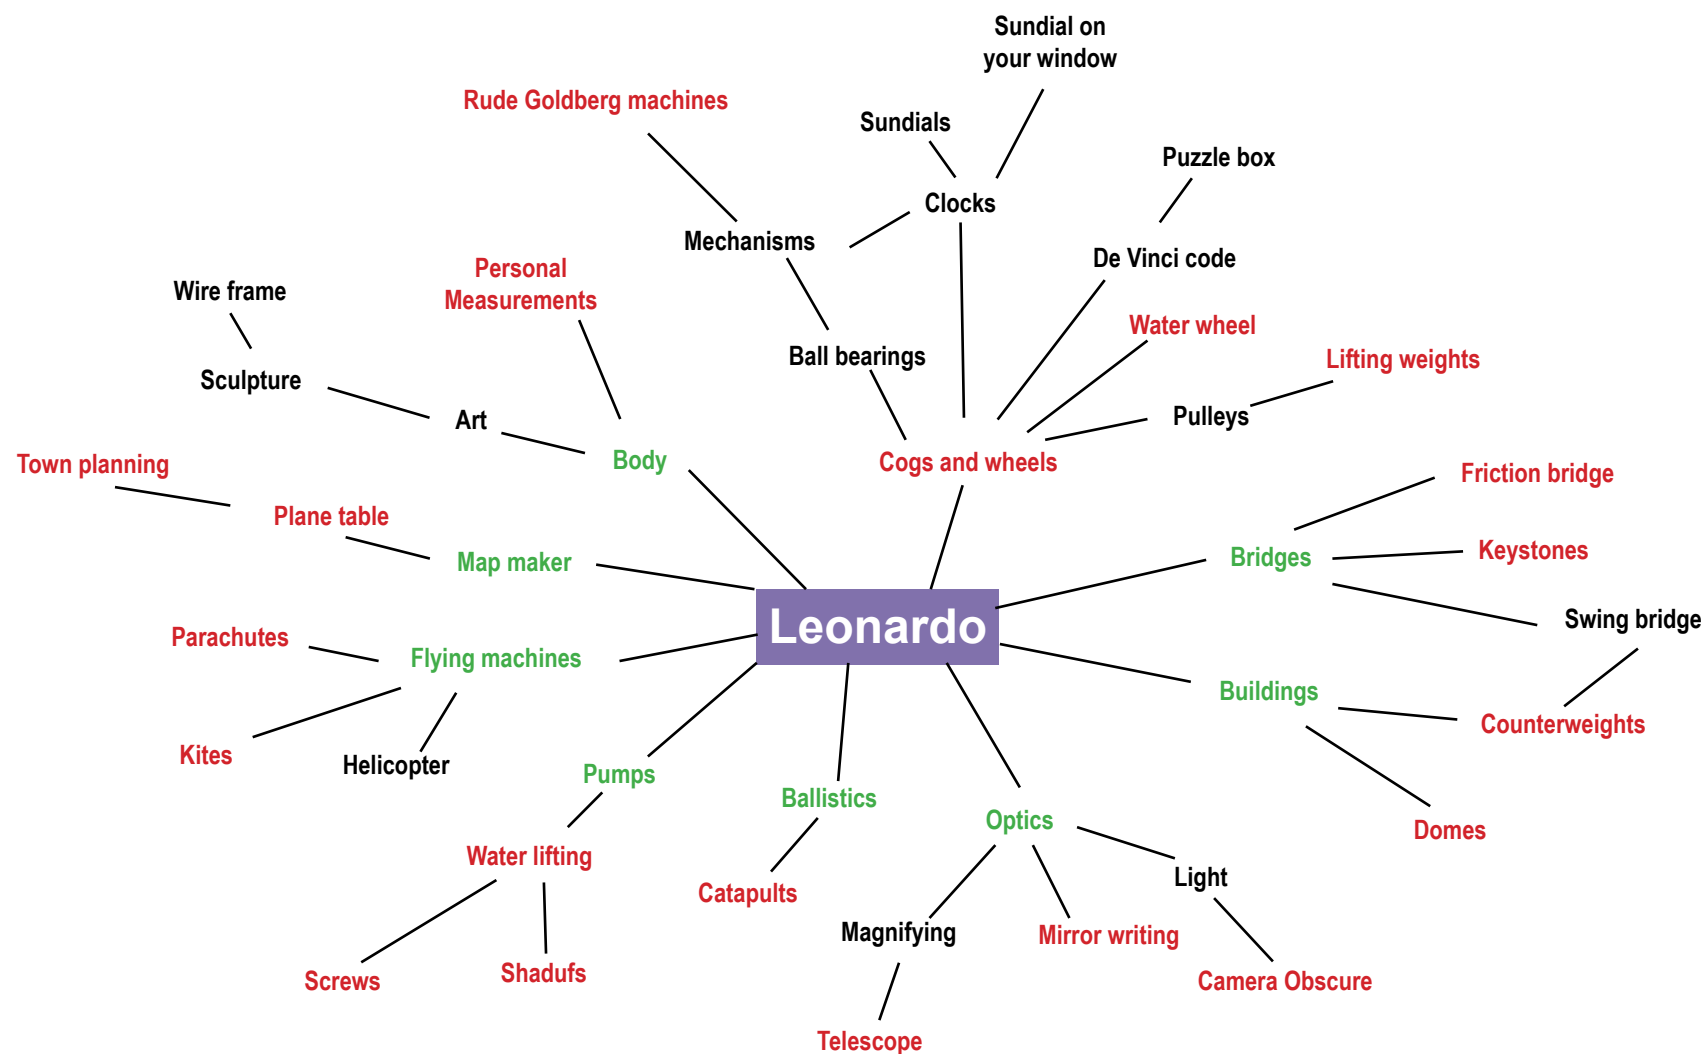 Sundial on
your window
Rude Goldberg machines
Sundials
Puzzle box
Clocks
Mechanisms
De Vinci code
Personal
Measurements
Wire frame
Water wheel
Ball bearings
Lifting weights
Sculpture
Art
Pulleys
Town planning
Body
Cogs and wheels
Friction bridge
Plane table
Map maker
Bridges
Keystones
Leonardo
Swing bridge
Parachutes
Flying machines
Buildings
Counterweights
Kites
Helicopter
Pumps
Ballistics
Optics
Domes
Water lifting
Light
Catapults
Magnifying
Mirror writing
Screws
Shadufs
Camera Obscure
Telescope